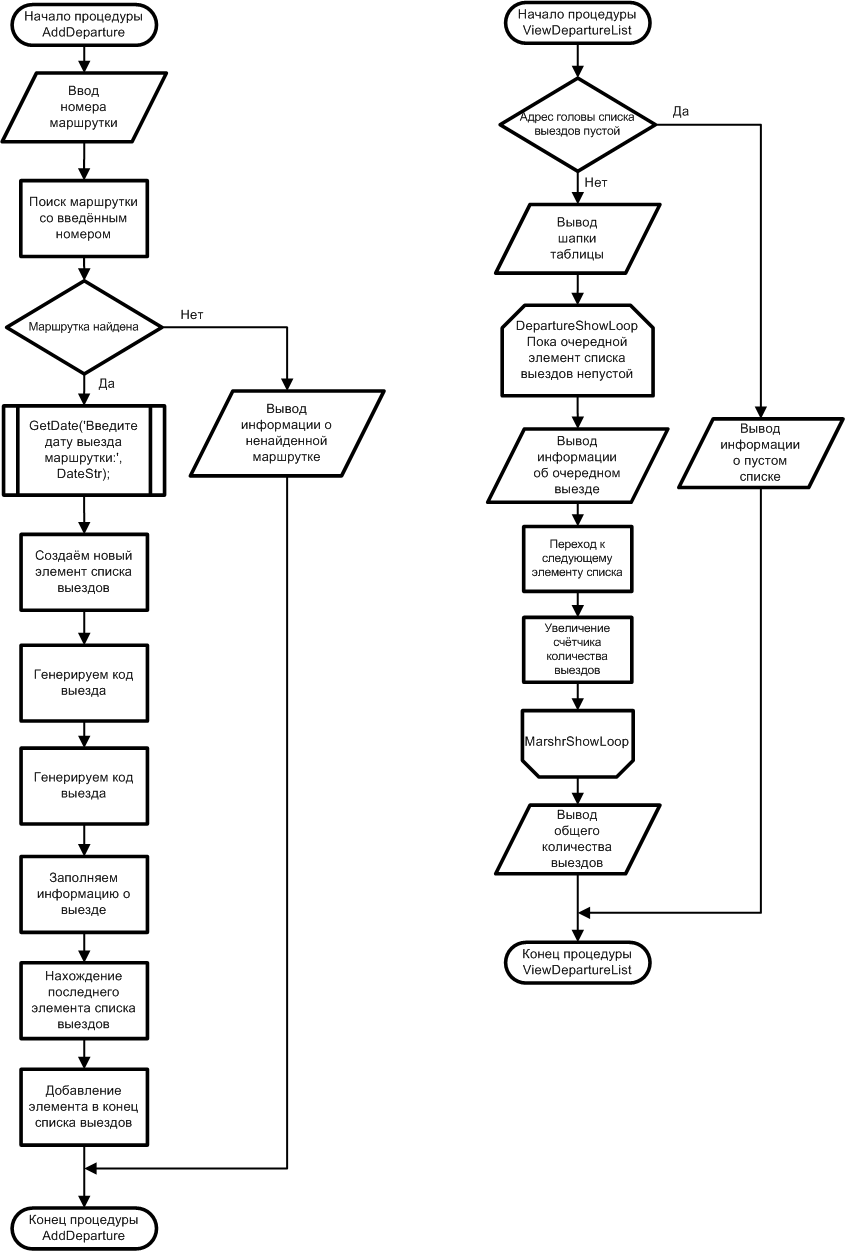 Начало процедуры
AddDeparture
Ввод
номера
маршрутки
Поиск маршрутки
со введённым
номером
Маршрутка найдена
Нет
Да
GetDate('Введите
дату выезда
маршрутки:',
DateStr);
Вывод
информации о
ненайденной
маршрутке
Создаём новый
элемент списка
выездов
Генерируем код
выезда
Генерируем код
выезда
Заполняем
информацию о
выезде
Нахождение
последнего
элемента списка
выездов
Добавление
элемента в конец
списка выездов
Конец процедуры
AddDeparture
Начало процедуры
ViewDepartureList
Адрес головы списка
выездов пустой
Да
Нет
Вывод
шапки
таблицы
DepartureShowLoop
Пока очередной
элемент списка
выездов непустой
Вывод
информации
об очередном
выезде
Вывод
информации
о пустом
списке
Переход к
следующему
элементу списка
Увеличение
счётчика
количества
выездов
MarshrShowLoop
Вывод
общего
количества
выездов
Конец процедуры
ViewDepartureList